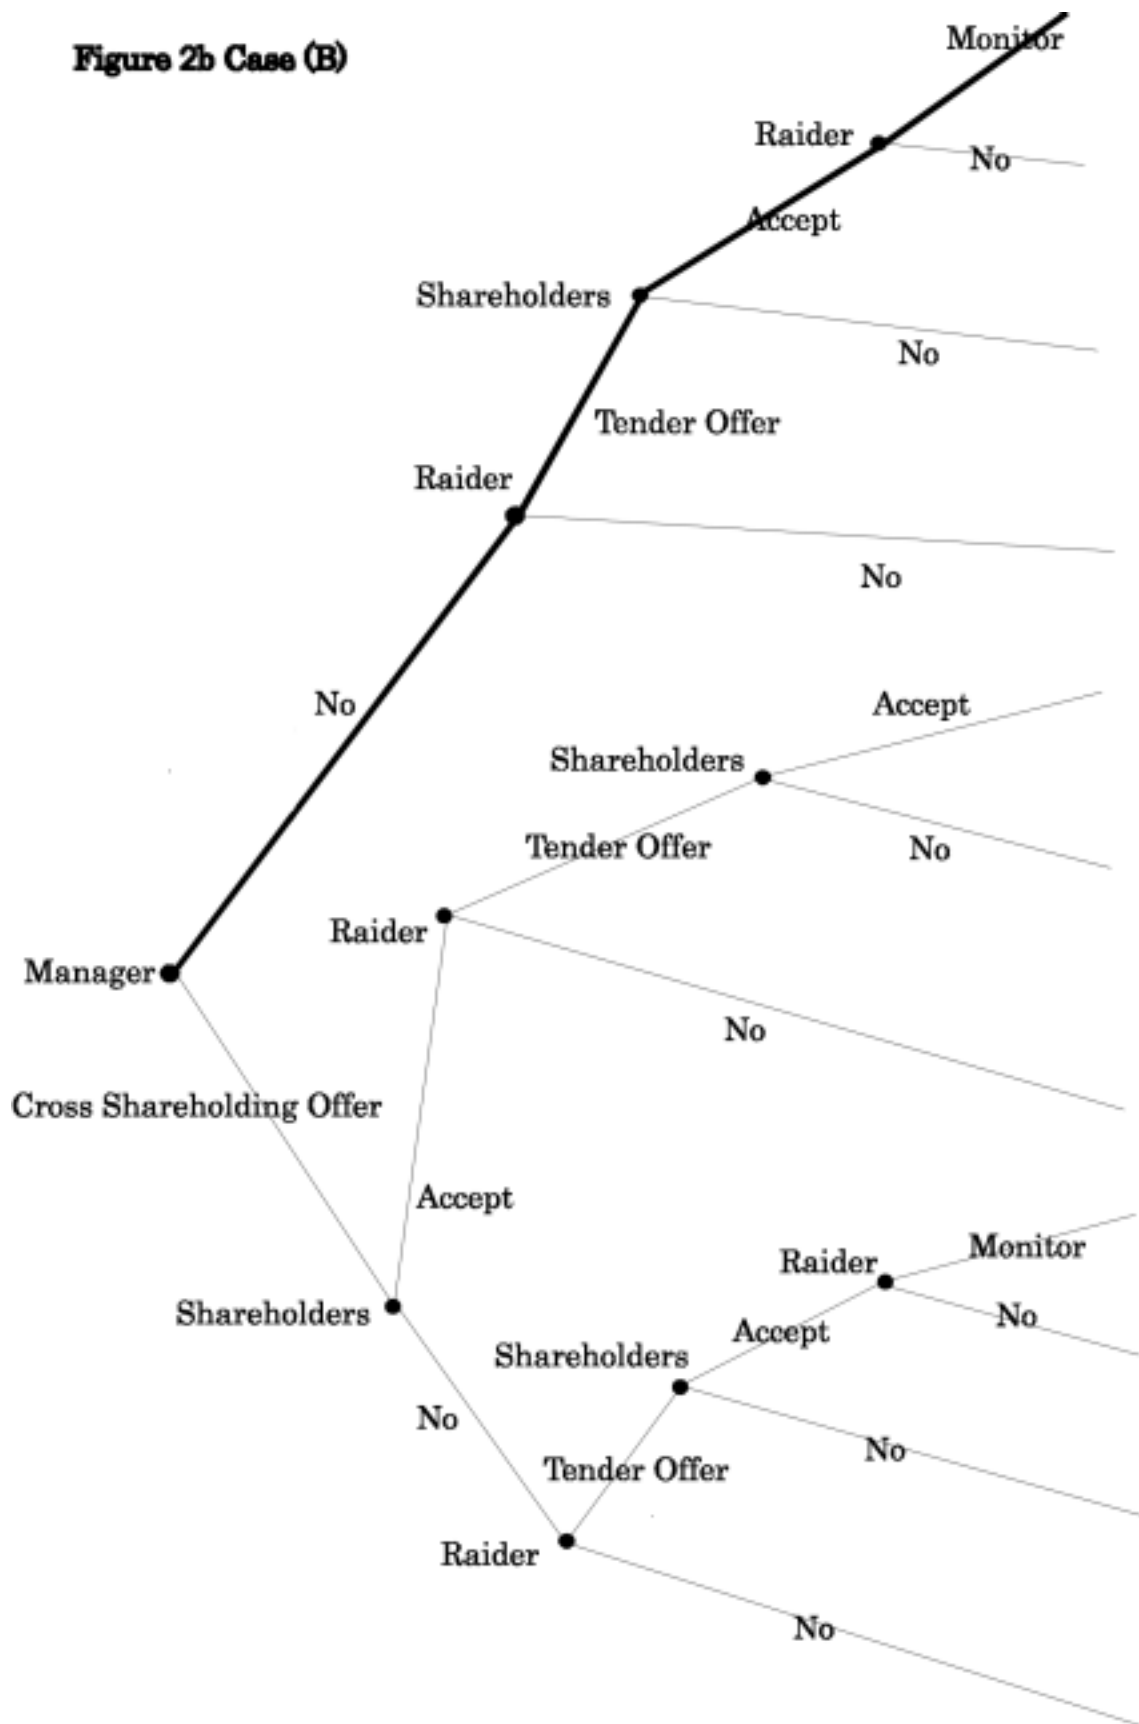 Monitor
Figure 2b Case (B)
Raider
No
Accept
Shareholders
No
Tender Offer
Raider
No
No
Accept
Shareholders
Tender Offer
No
Raider
Manager
No
Cross Shareholding Offer
Accept
Monitor
Raider
Shareholders
No
Accept
Shareholders
No
No
Tender Offer
Raider
No